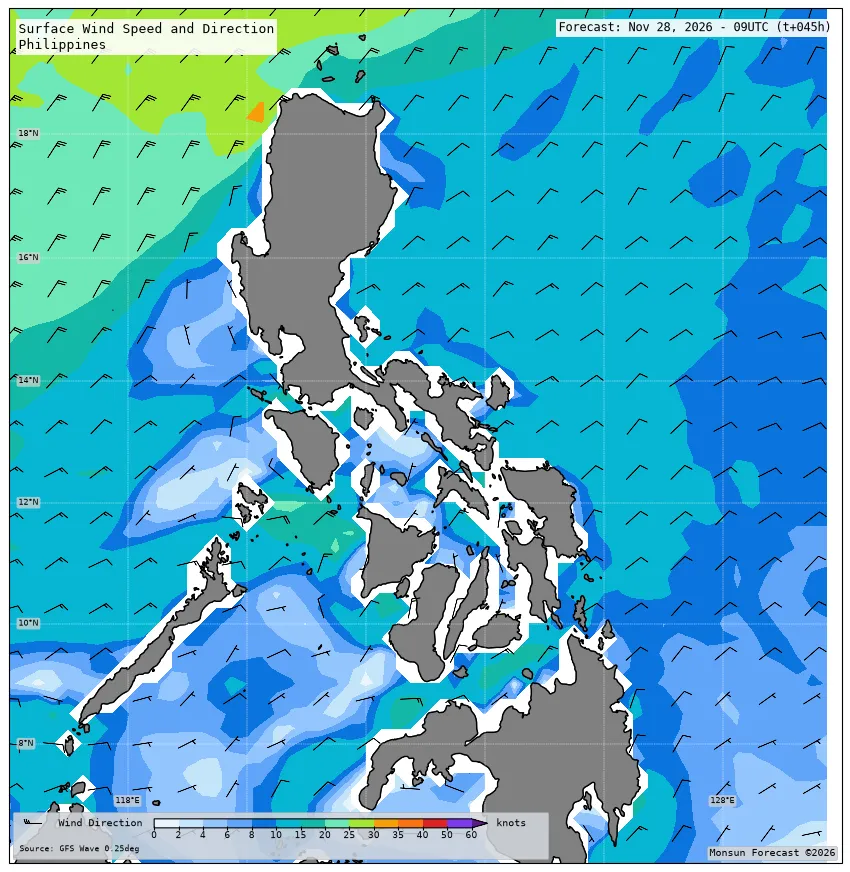 Surface Wind Speed and Direction
Philippines
Forecast: Nov 28, 2026 - 09UTC (t+045h)
18°N
16°N
14°N
12°N
10°N
8°N
118°E
128°E
Wind Direction
knots
0 2 4 6 8 10 15 20 25 30 35 40 50 60
Source: GFS Wave 0.25deg
Monsun Forecast ©2026